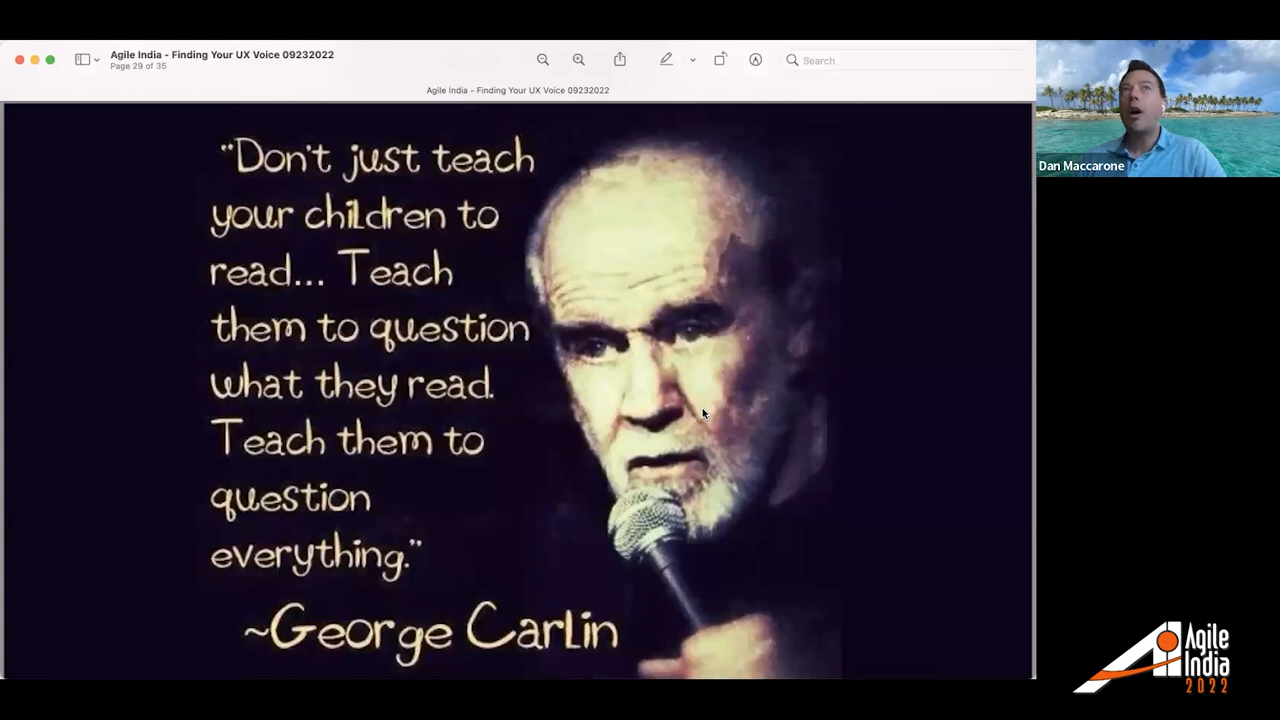 Agile India - Finding Your UX Voice 09232022
Page 29 of 35
Search
Agile India - Finding Your UX Voice 09232022
"Don't just teach
your children to
read... Teach
them to question
what they read.
Teach them to
question
everything."
~George Carlin
Dan Maccarone
Agile
India
2022